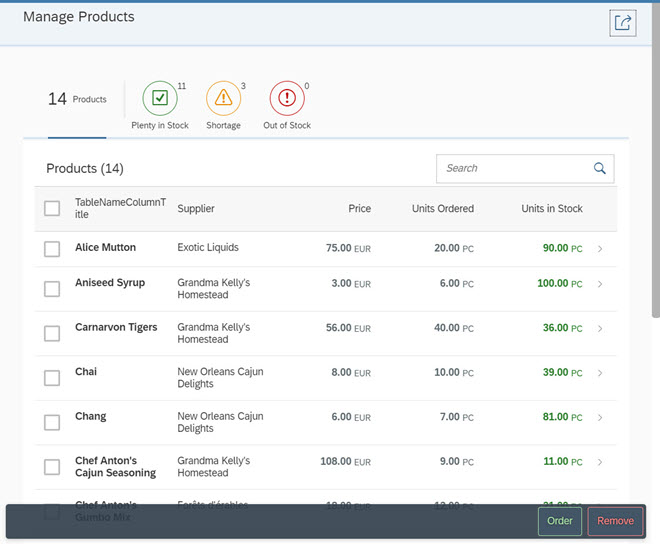 Manage Products
14 Products
11
Plenty in Stock
3
Shortage
0
Out of Stock
Products (14)
Search
TableNameColumnT
itle
Supplier
Price
Units Ordered
Units in Stock
Alice Mutton
Exotic Liquids
75.00 EUR
20.00 PC
90.00 PC
Aniseed Syrup
Grandma Kelly's
Homestead
3.00 EUR
6.00 PC
100.00 PC
Carnarvon Tigers
Grandma Kelly's
Homestead
56.00 EUR
40.00 PC
36.00 PC
Chai
New Orleans Cajun
Delights
8.00 EUR
10.00 PC
39.00 PC
Chang
New Orleans Cajun
Delights
6.00 EUR
7.00 PC
81.00 PC
Chef Anton's
Cajun Seasoning
Grandma Kelly's
Homestead
108.00 EUR
9.00 PC
11.00 PC
Chef Anton's
Gumbo Mix
Forêts d'érables
12.00 PC
Order
Remove